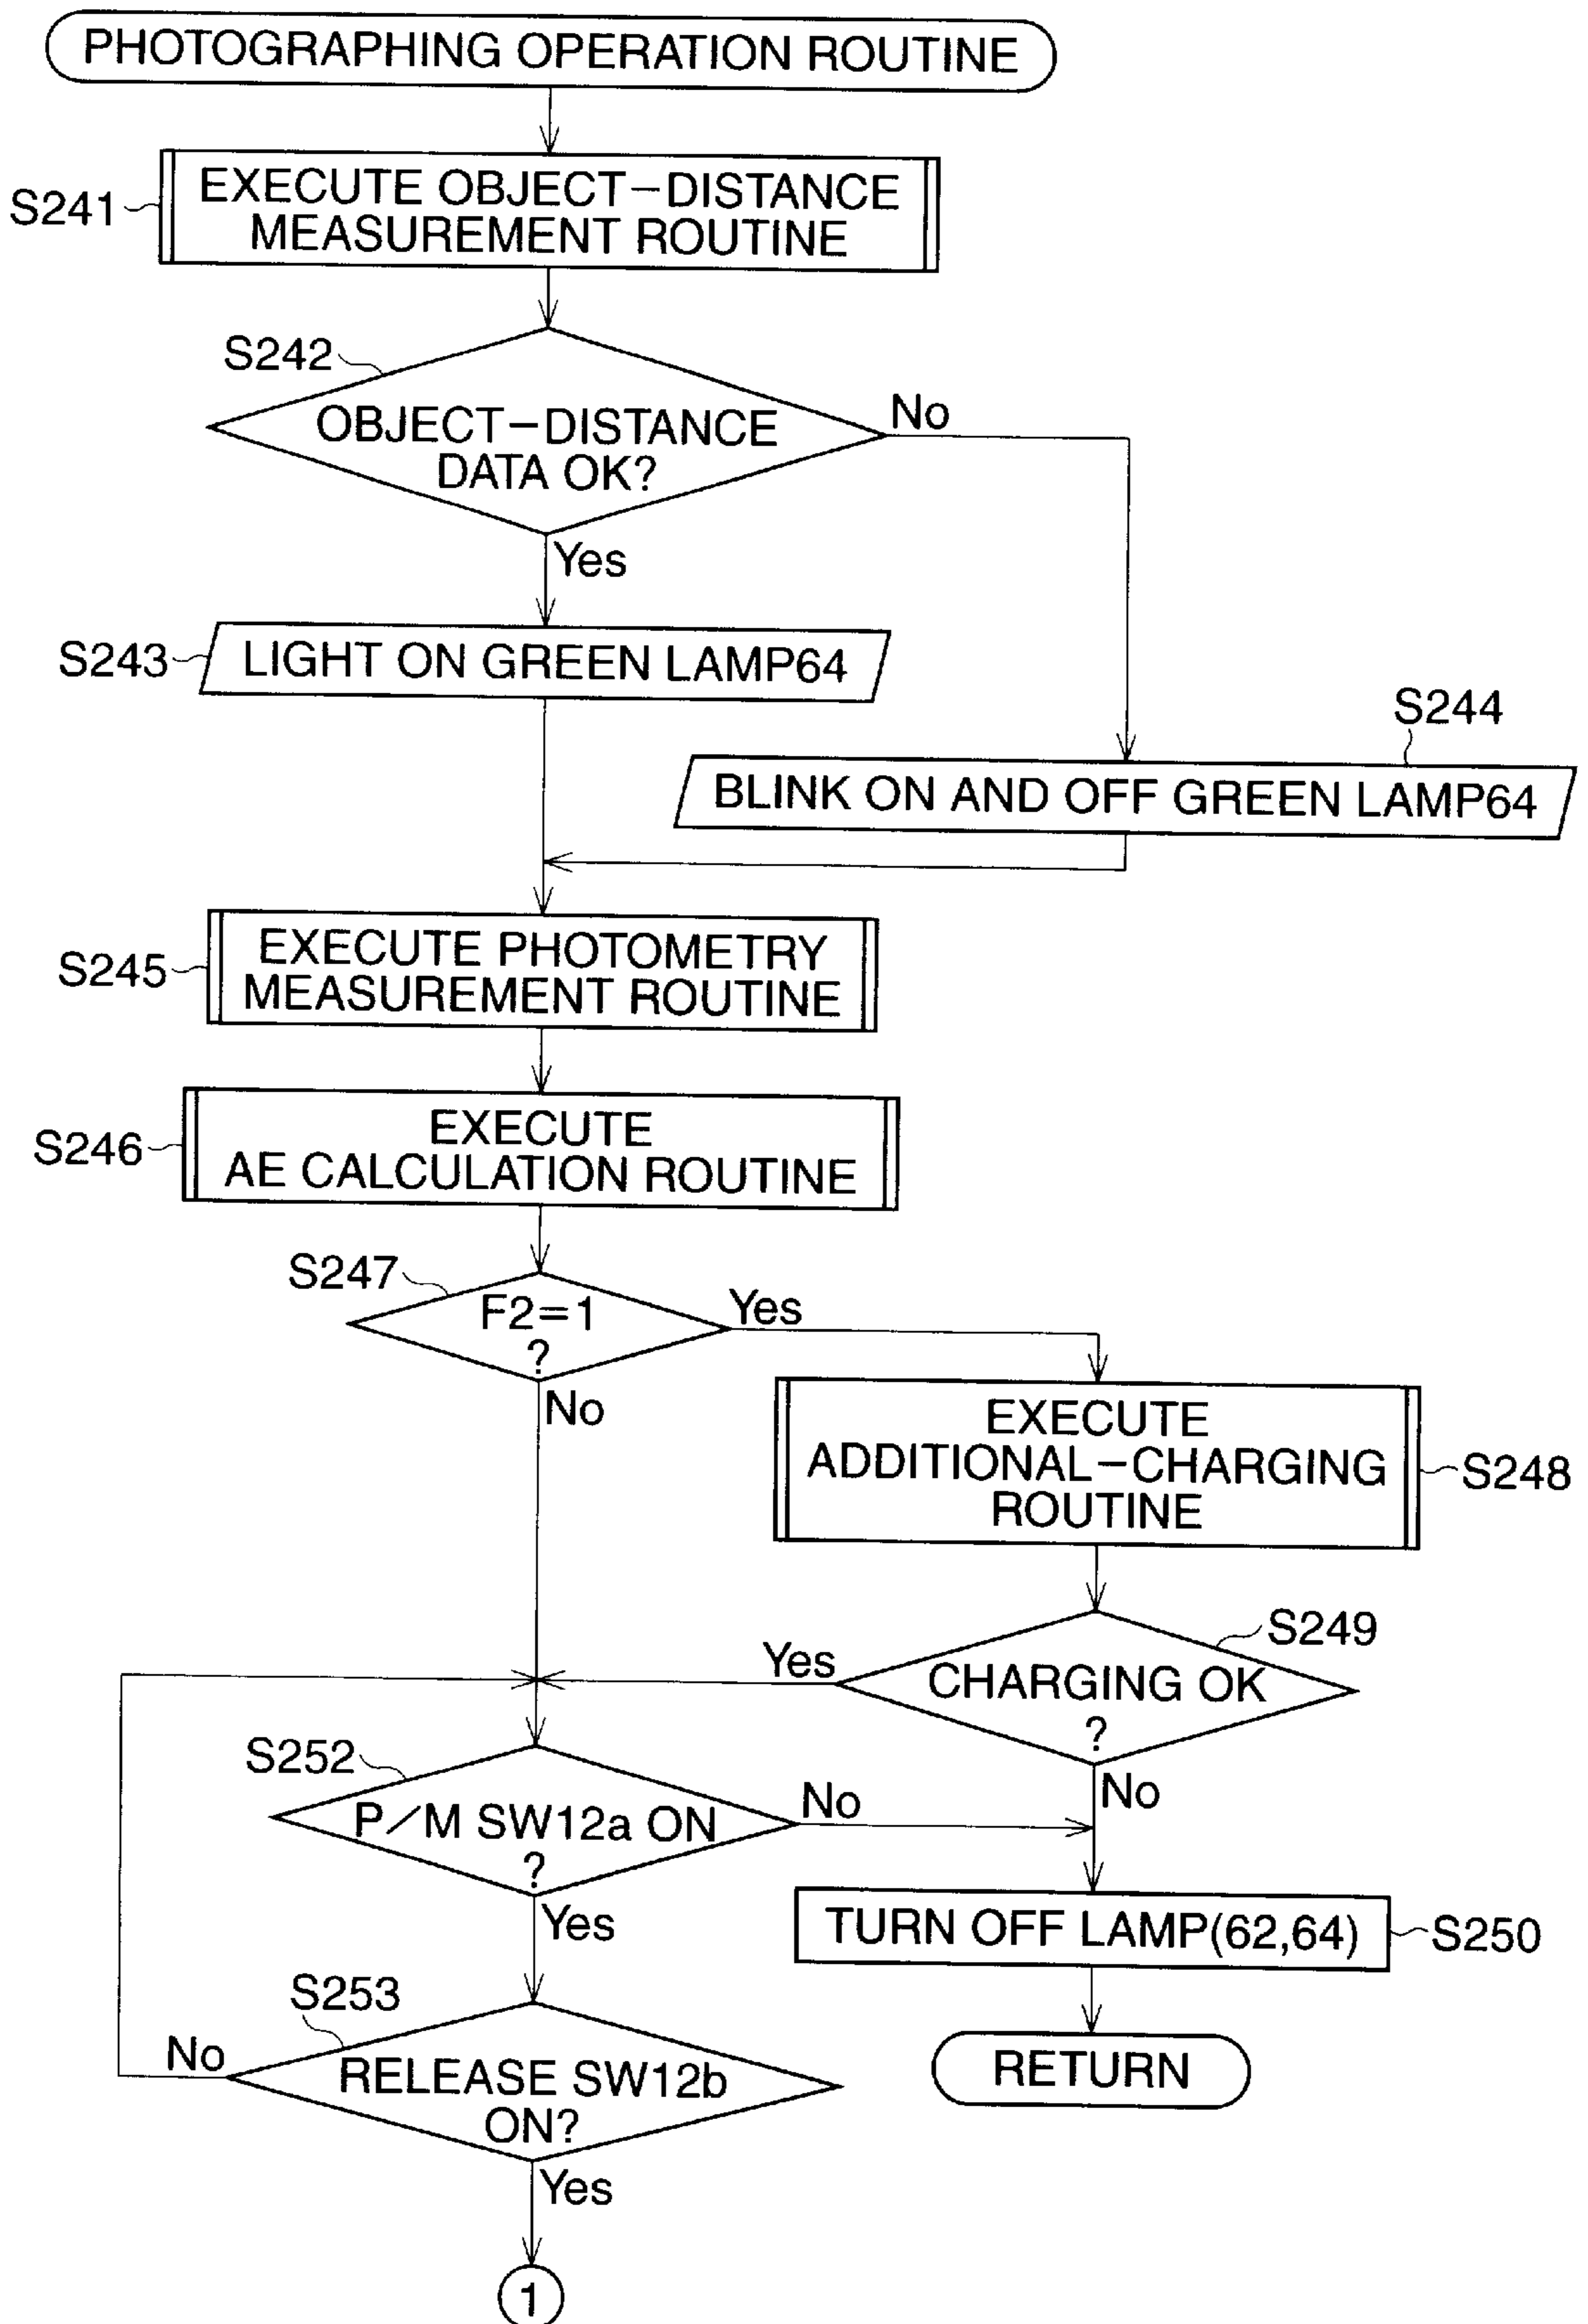 PHOTOGRAPHING OPERATION ROUTINE
S241
EXECUTE OBJECT-DISTANCE
MEASUREMENT ROUTINE
S242
OBJECT-DISTANCE
DATA OK?
No
Yes
S243
LIGHT ON GREEN LAMP64
S244
BLINK ON AND OFF GREEN LAMP64
S245
EXECUTE PHOTOMETRY
MEASUREMENT ROUTINE
S246
EXECUTE
AE CALCULATION ROUTINE
S247
F2=1
?
Yes
No
EXECUTE
ADDITIONAL-CHARGING
ROUTINE
S248
S249
CHARGING OK
?
Yes
No
S252
P/M SW12a ON
?
No
Yes
TURN OFF LAMP(62,64)
S250
S253
RELEASE SW12b
ON?
No
Yes
RETURN
1